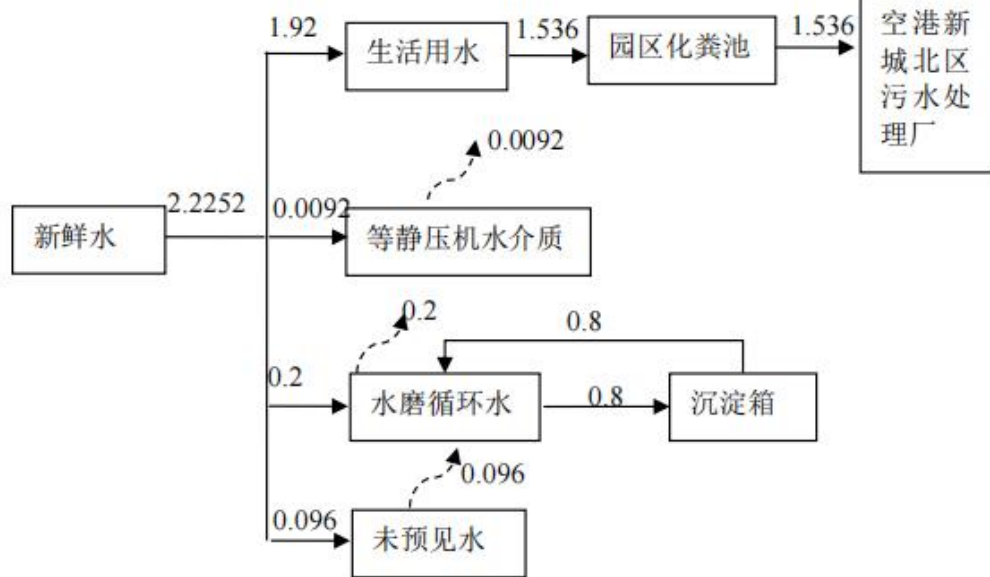 1.92
生活用水
1.536
园区化粪池
1.536
空港新
城北区
污水处
理厂
0.0092
新鲜水
2.2252
0.0092
等静压机水介质
0.2
0.8
0.2
水磨循环水
0.8
沉淀箱
0.096
0.096
未预见水